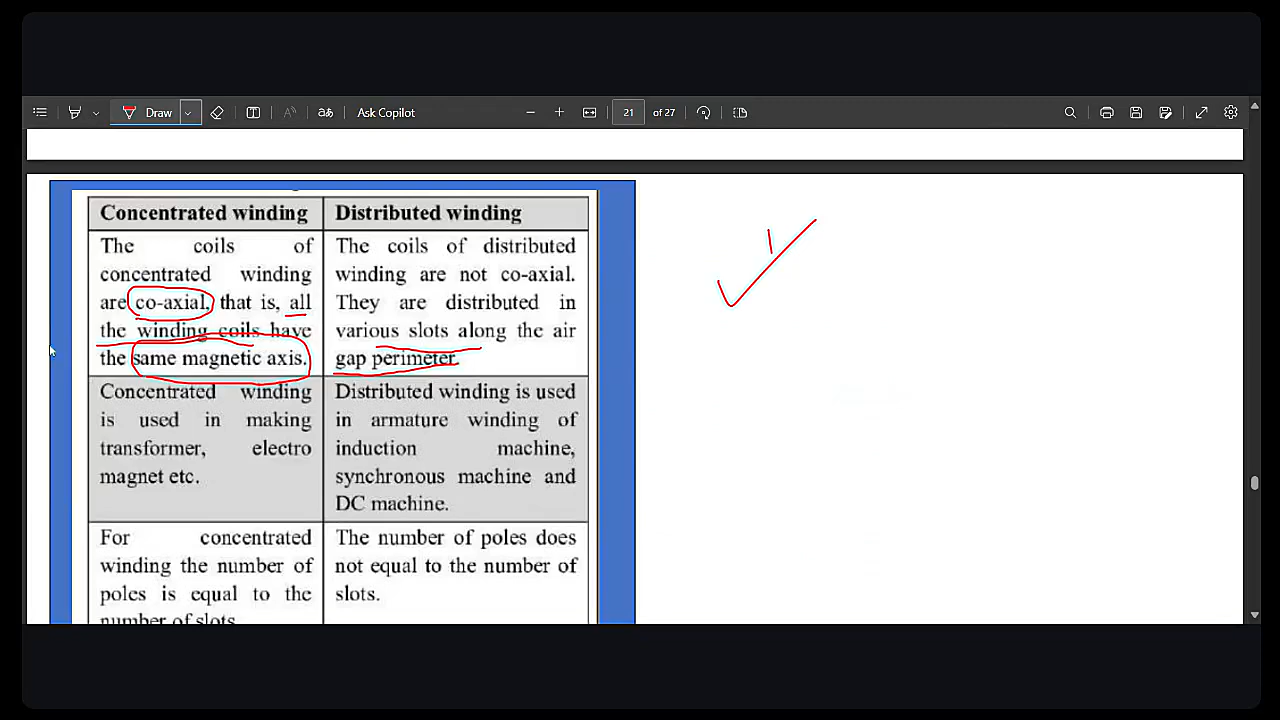 Draw
Ask Copilot
21 of 27
Concentrated winding
The coils of
concentrated winding
are co-axial, that is, all
the winding coils have
the same magnetic axis.
Distributed winding
The coils of distributed
winding are not co-axial.
They are distributed in
various slots along the air
gap perimeter.
Concentrated winding
is used in making
transformer, electro
magnet etc.
Distributed winding is used
in armature winding of
induction machine,
synchronous machine and
DC machine.
For concentrated
winding the number of
poles is equal to the
number of slots.
The number of poles does
not equal to the number of
slots.